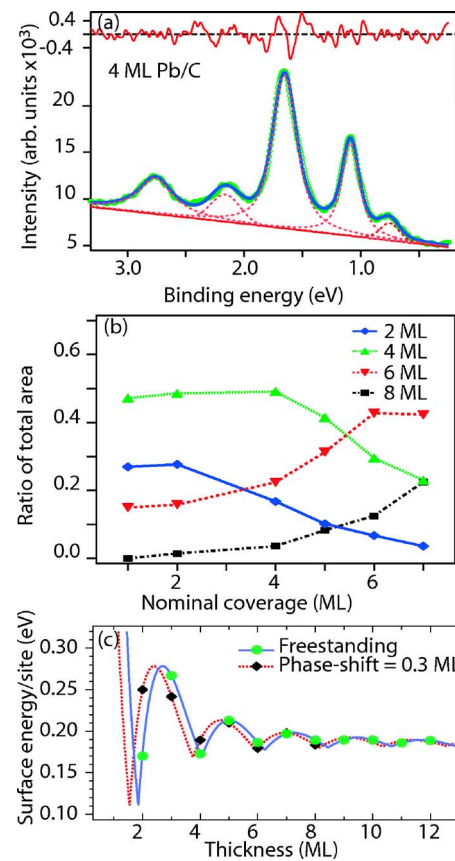 (a)
0.4
-0.4
4 ML Pb/C
20
15
10
5
Intensity (arb. units x10³)
3.0 2.0 1.0
Binding energy (eV)
(b)
2 ML
4 ML
6 ML
8 ML
0.6
0.4
0.2
0.0
Ratio of total area
2 4 6
Nominal coverage (ML)
(c)
Freestanding
Phase-shift = 0.3 ML
0.30
0.25
0.20
0.15
0.10
Surface energy/site (eV)
2 4 6 8 10 12
Thickness (ML)